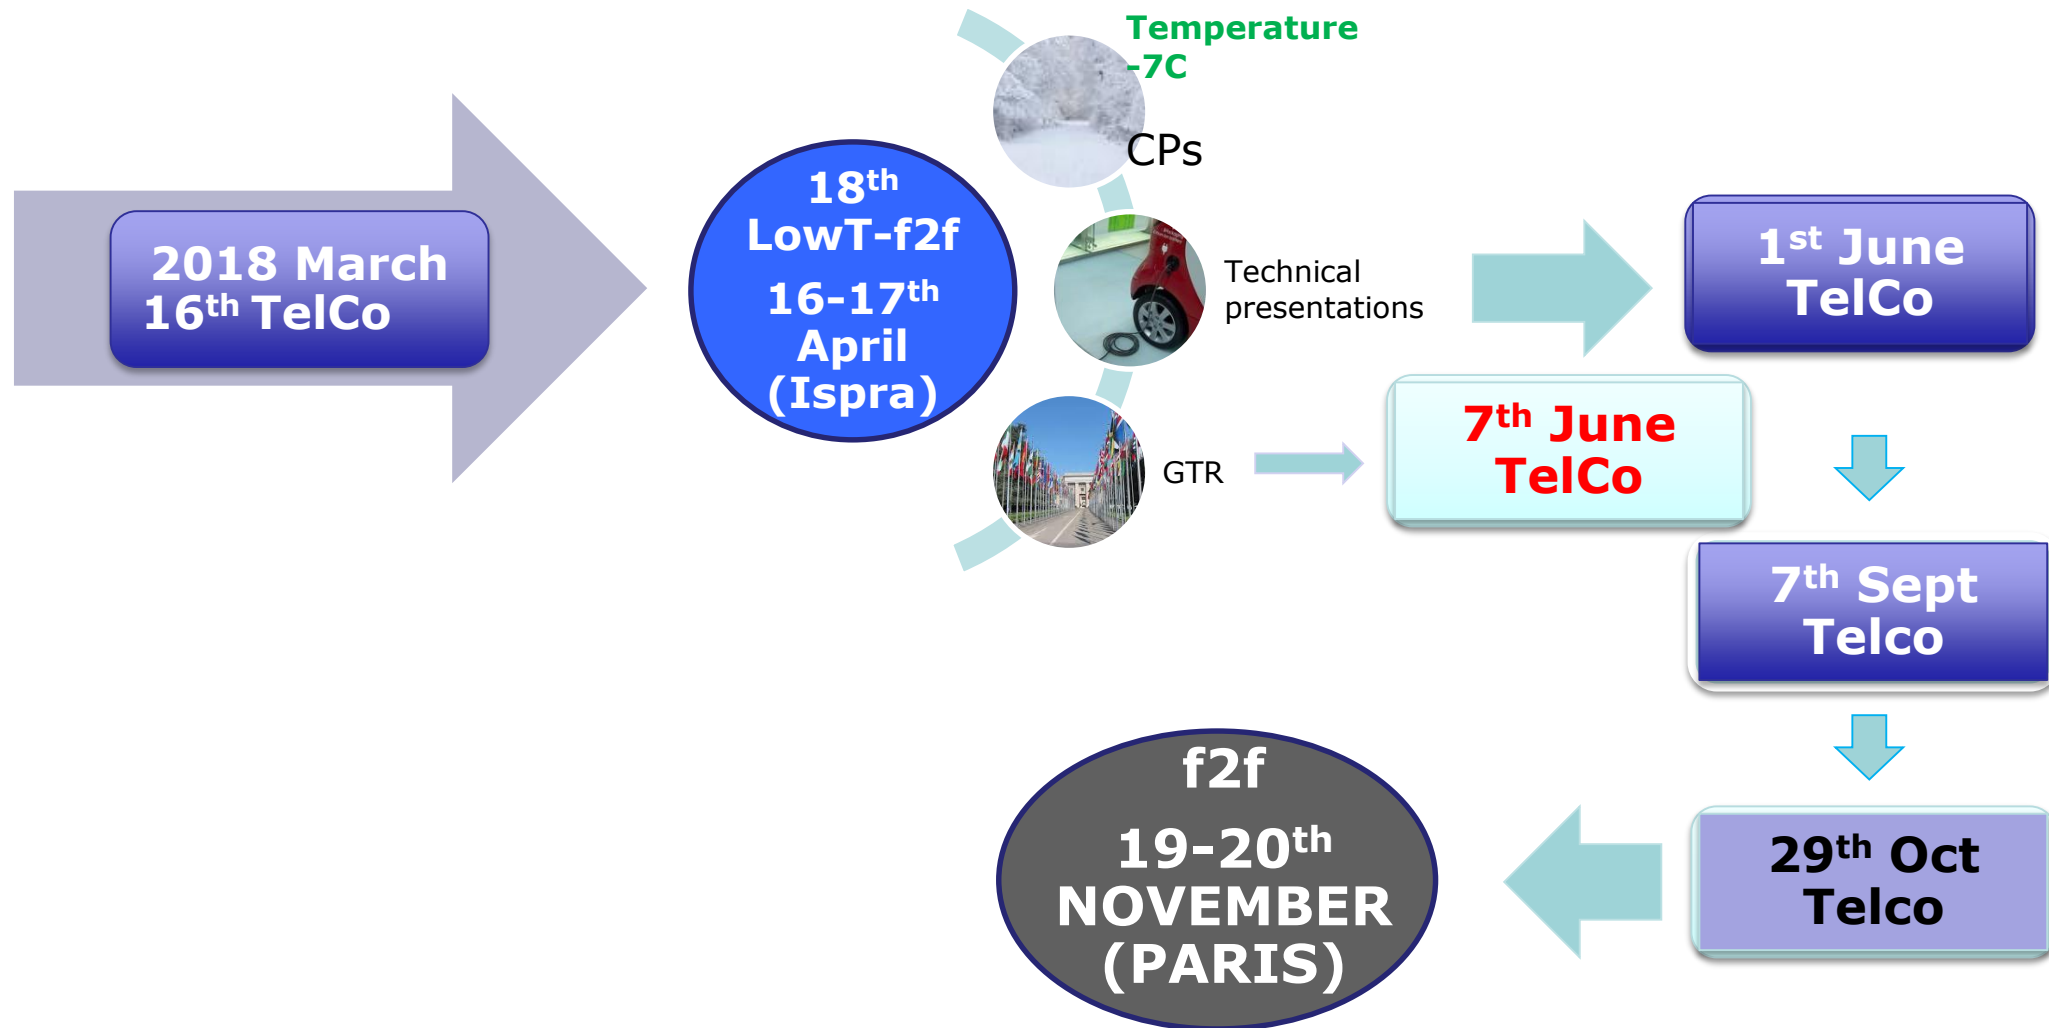 2018 March
16th TelCo
18th
LowT-f2f
16-17th
April
(Ispra)
Temperature
-7C
CPs
Technical
presentations
GTR
1st June
TelCo
7th June
TelCo
7th Sept
Telco
29th Oct
Telco
f2f
19-20th
NOVEMBER
(PARIS)